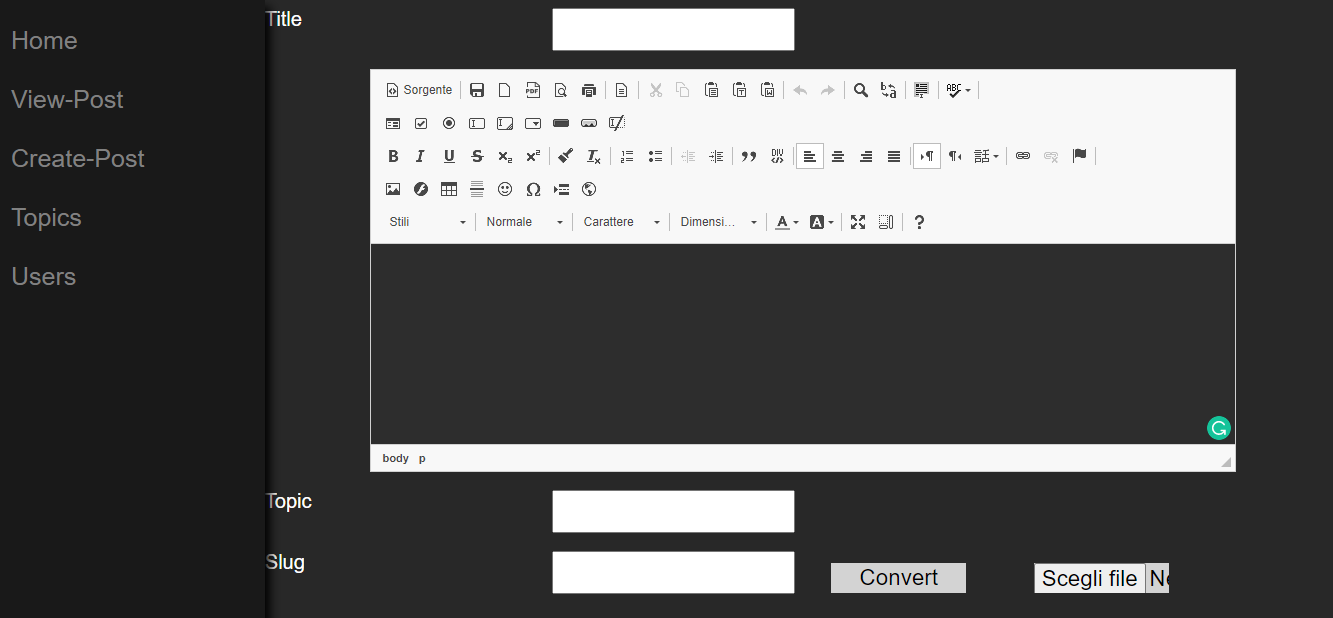 Home
View-Post
Create-Post
Topics
Users
Title
Sorgente
Stili Normale Carattere Dimensi...
body p
Topic
Slug
Convert
Scegli file